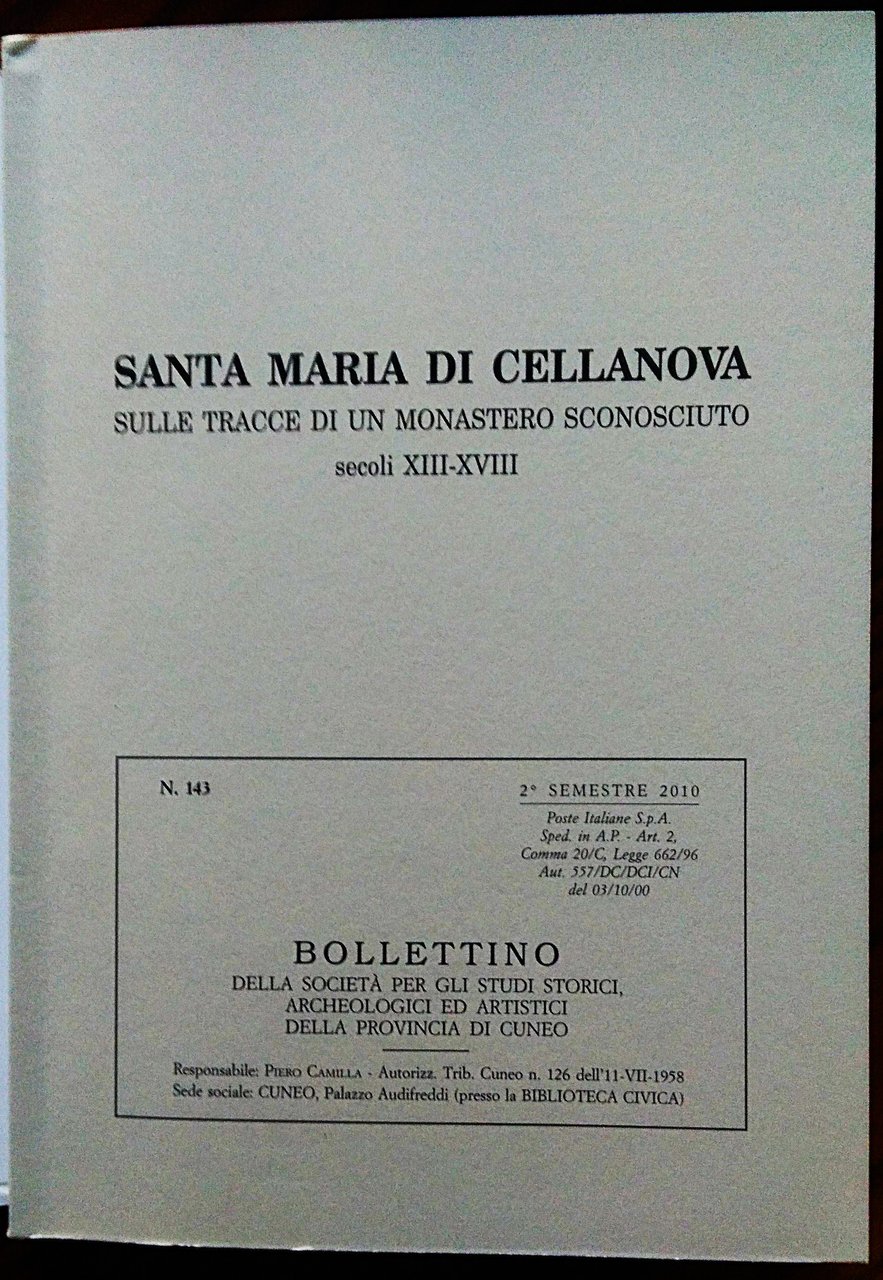 SANTA MARIA DI CELLANOVA
SULLE TRACCE DI UN MONASTERO SCONOSCIUTO
secoli XIII-XVIII
N. 143
2° SEMESTRE 2010
Poste Italiane S.p.A.
Sped. in A.P. - Art. 2,
Comma 20/C, Legge 662/96
Aut. 557/DC/DCI/CN
del 03/10/00
BOLLETTINO
DELLA SOCIETÀ PER GLI STUDI STORICI,
ARCHEOLOGICI ED ARTISTICI
DELLA PROVINCIA DI CUNEO
Responsabile: PIERO CAMILLA - Autorizz. Trib. Cuneo n. 126 dell'11-VII-1958
Sede sociale: CUNEO, Palazzo Audifreddi (presso la BIBLIOTECA CIVICA)